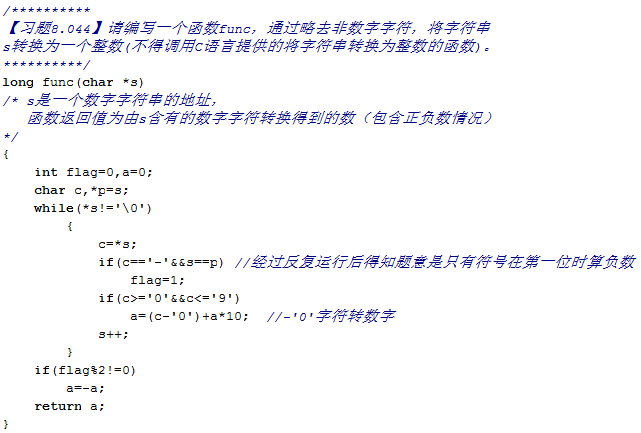 /**********
【习题8.044】请编写一个函数func，通过略去非数字字符，将字符串
s转换为一个整数(不得调用C语言提供的将字符串转换为整数的函数)。
**********/
long func(char *s)
/* s是一个数字字符串的地址，
函数返回值为由s含有的数字字符转换得到的数（包含正负数情况）
*/
{
int flag=0,a=0;
char c,*p=s;
while(*s!='\0')
{
c=*s;
if(c=='-'&&s==p) //经过反复运行后得知题意是只有符号在第一位时算负数
flag=1;
if(c>='0'&&c<='9')
a=(c-'0')+a*10; //-'0'字符转数字
s++;
}
if(flag%2!=0)
a=-a;
return a;
}